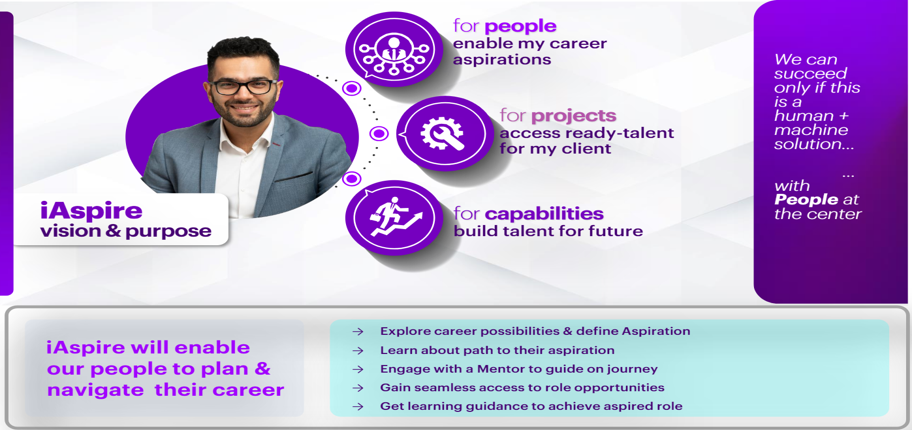 for people
enable my career
aspirations
for projects
access ready-talent
for my client
for capabilities
build talent for future
iAspire
vision & purpose
We can
succeed
only if this
is a
human +
machine
solution...
...
with
People at
the center
iAspire will enable
our people to plan &
navigate their career
→ Explore career possibilities & define Aspiration
→ Learn about path to their aspiration
→ Engage with a Mentor to guide on journey
→ Gain seamless access to role opportunities
→ Get learning guidance to achieve aspired role